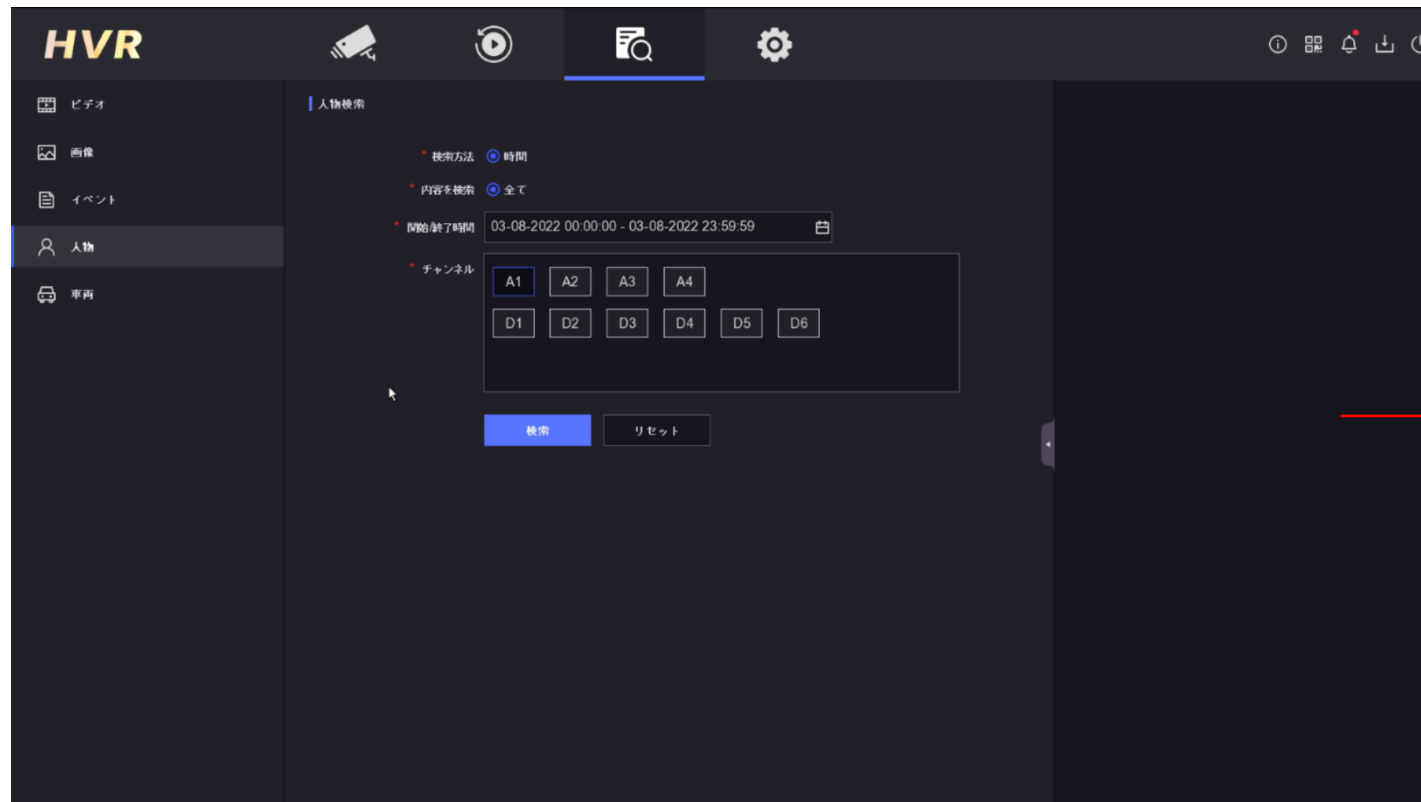 HVR
ビデオ
画像
イベント
人物
車両
人物検索
* 検索方法 時間
* 内容を検索 全て
* 開始/終了時間 03-08-2022 00:00:00 - 03-08-2022 23:59:59
* チャンネル
A1 A2 A3 A4
D1 D2 D3 D4 D5 D6
検索 リセット